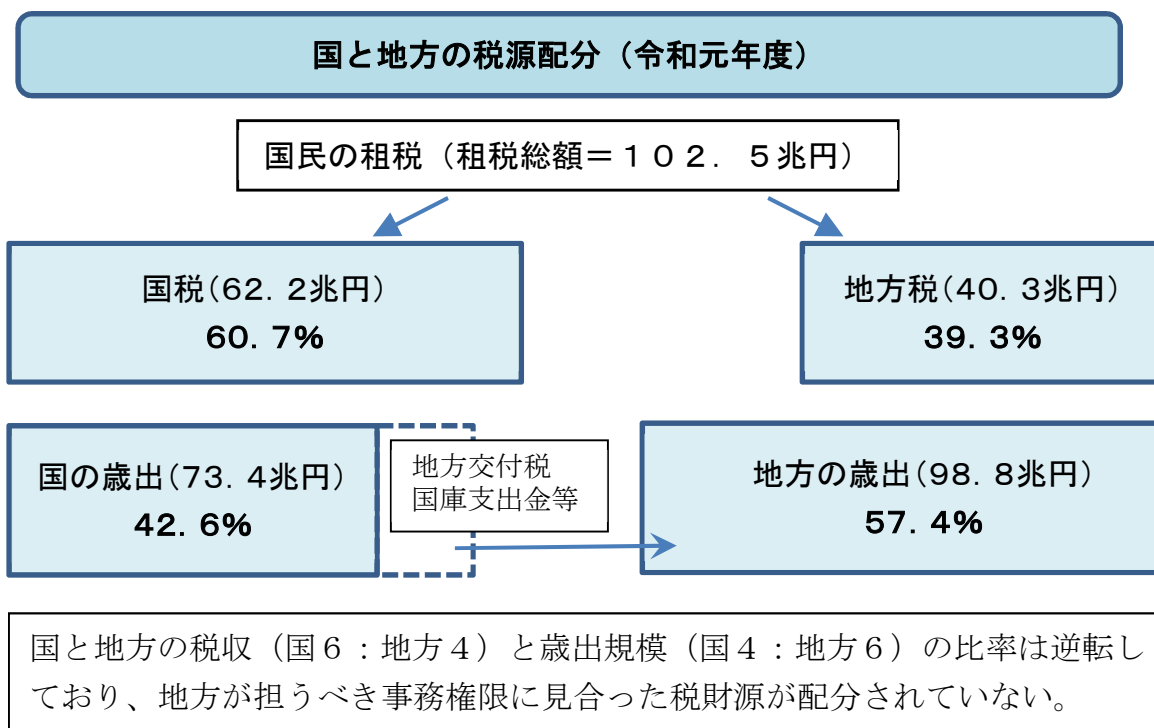 国と地方の税源配分（令和元年度）
国民の租税（租税総額＝１０２．５兆円）
国税（６２．２兆円）
６０．７％
地方税（４０．３兆円）
３９．３％
国の歳出（７３．４兆円）
４２．６％
地方交付税
国庫支出金等
地方の歳出（９８．８兆円）
５７．４％
国と地方の税収（国６：地方４）と歳出規模（国４：地方６）の比率は逆転し
ており、地方が担うべき事務権限に見合った税財源が配分されていない。